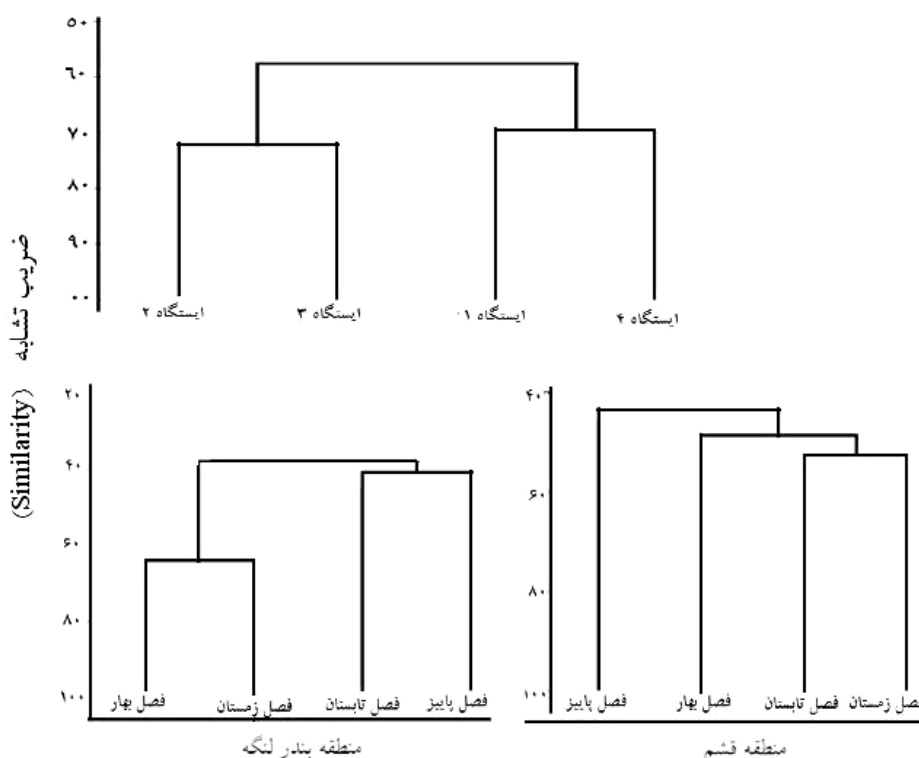 ضریب تشابه (Similarity)
۵۰
۶۰
۷۰
۸۰
۹۰
۰۰
ایستگاه ۲ ایستگاه ۳ ایستگاه ۰۱ ایستگاه ۴
۲۰
۴۰
۶۰
۸۰
۱۰۰
فصل بهار فصل زمستان فصل تابستان فصل پاییز
منطقه بندر لنگه
۴۰
۶۰
۸۰
۱۰۰
فصل پاییز فصل بهار فصل تابستان فصل زمستان
منطقه قشم